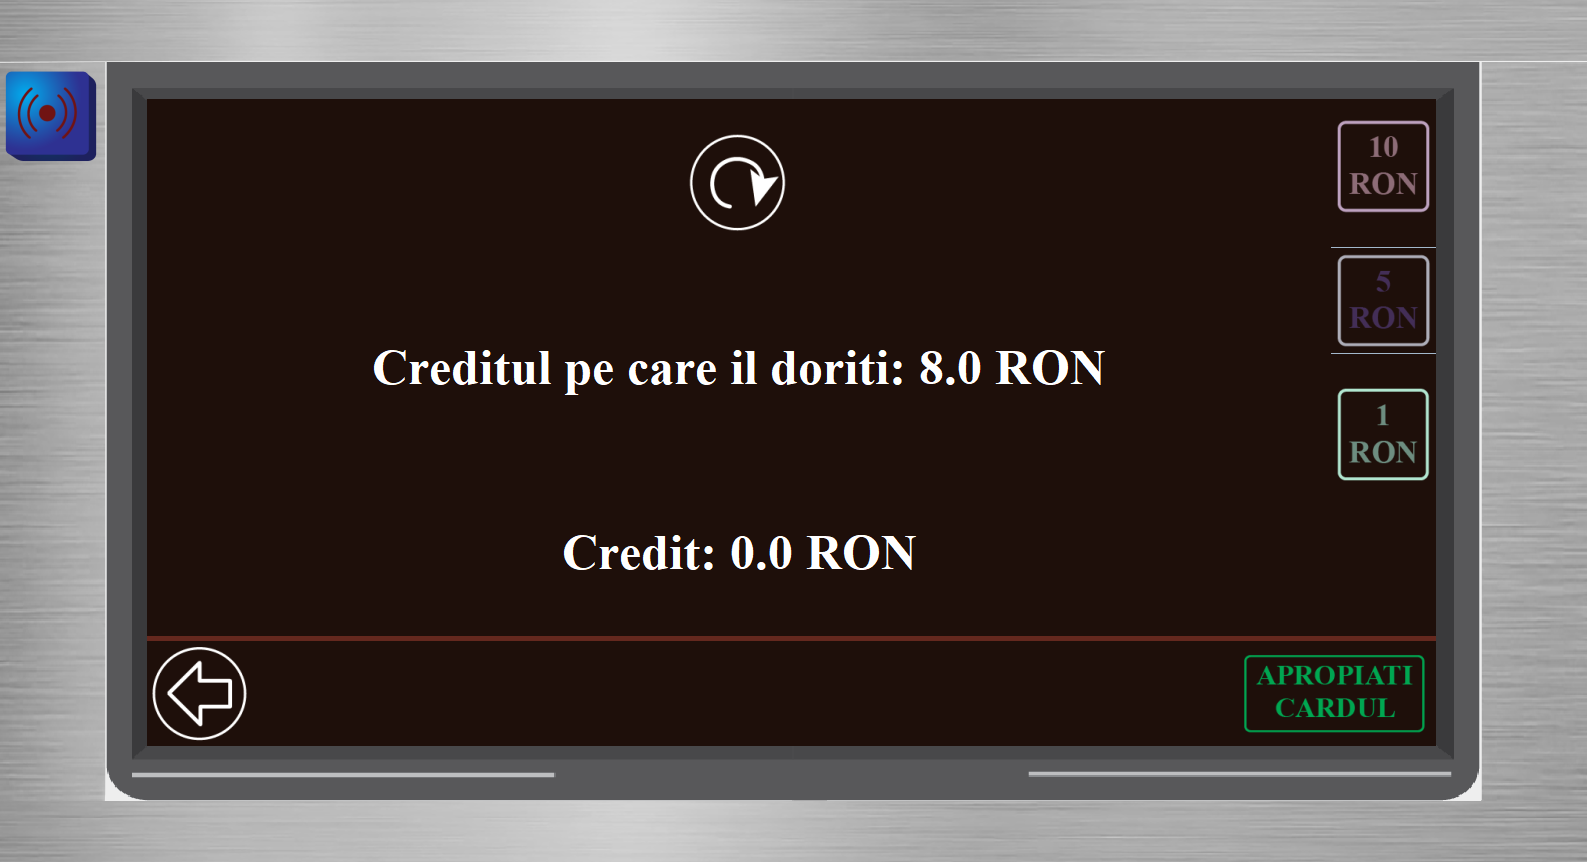 10
RON
5
RON
Creditul pe care il doriti: 8.0 RON
1
RON
Credit: 0.0 RON
APROPIATI
CARDUL